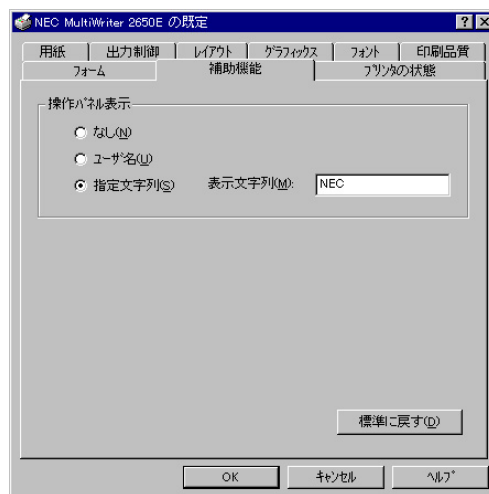 NEC MultiWriter 2650E の既定
用紙 出力制御 レイアウト グラフィックス フォント 印刷品質
フォーム 補助機能 プリンタの状態
操作パネル表示
なし(N)
ユーザ名(U)
指定文字列(S) 表示文字列(M): NEC
標準に戻す(D)
OK キャンセル ヘルプ